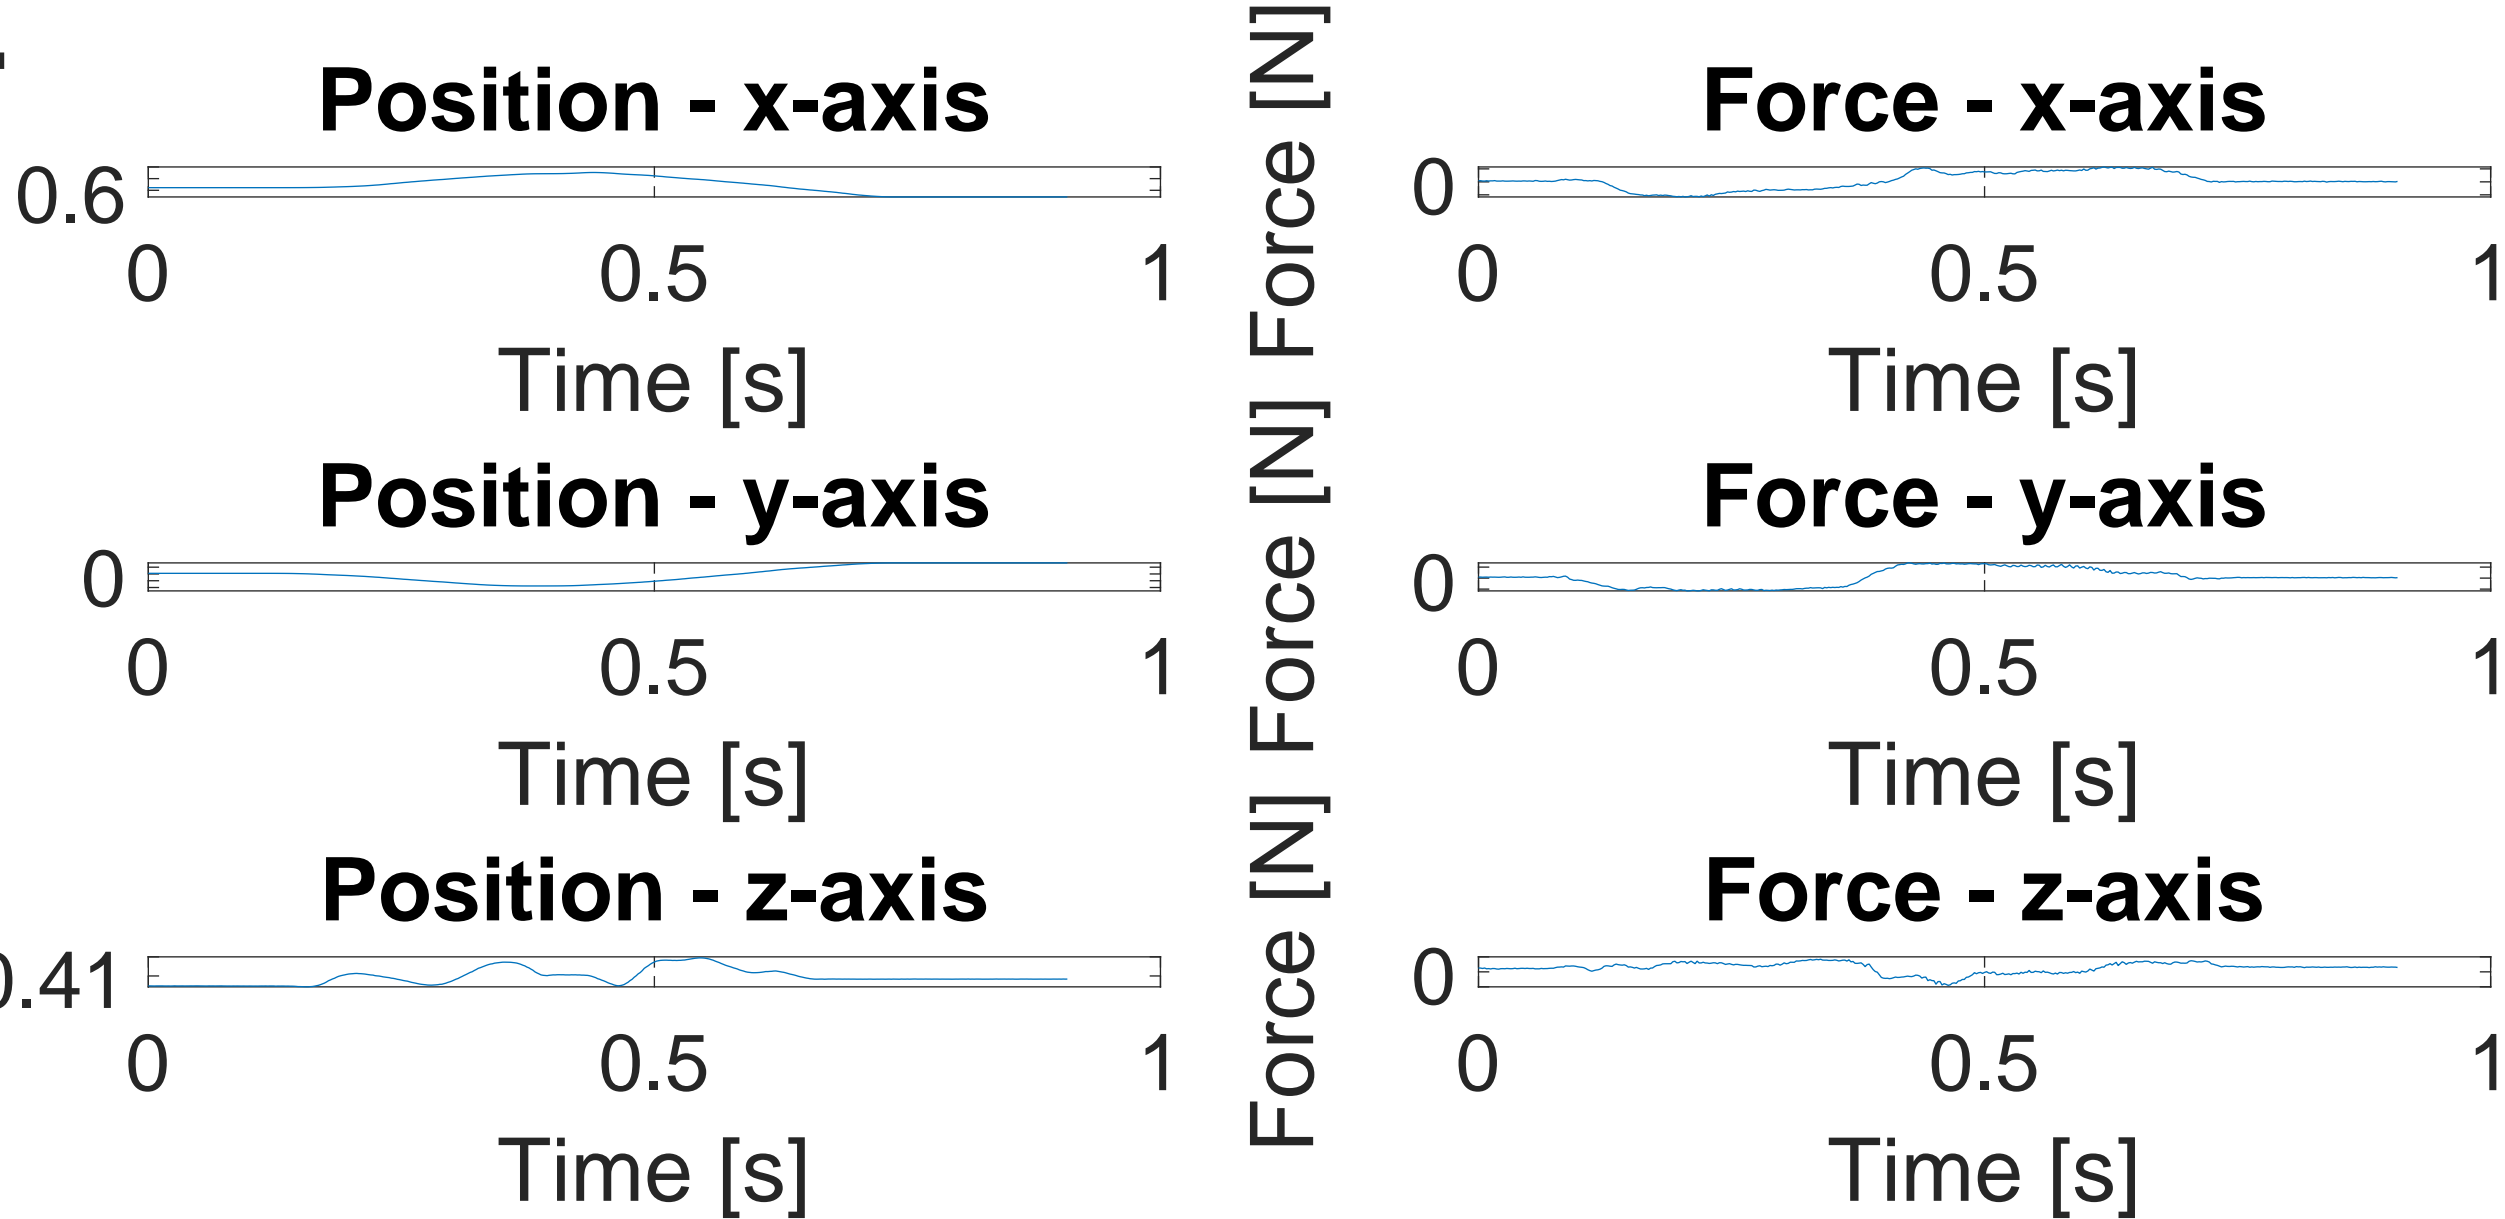 Position - x-axis
0.6
0 0.5 1
Time [s]
Force - x-axis
Force [N]
0
0 0.5 1
Time [s]
Position - y-axis
0
0 0.5 1
Time [s]
Force - y-axis
Force [N]
0
0 0.5 1
Time [s]
Position - z-axis
0.41
0 0.5 1
Time [s]
Force - z-axis
Force [N]
0
0 0.5 1
Time [s]